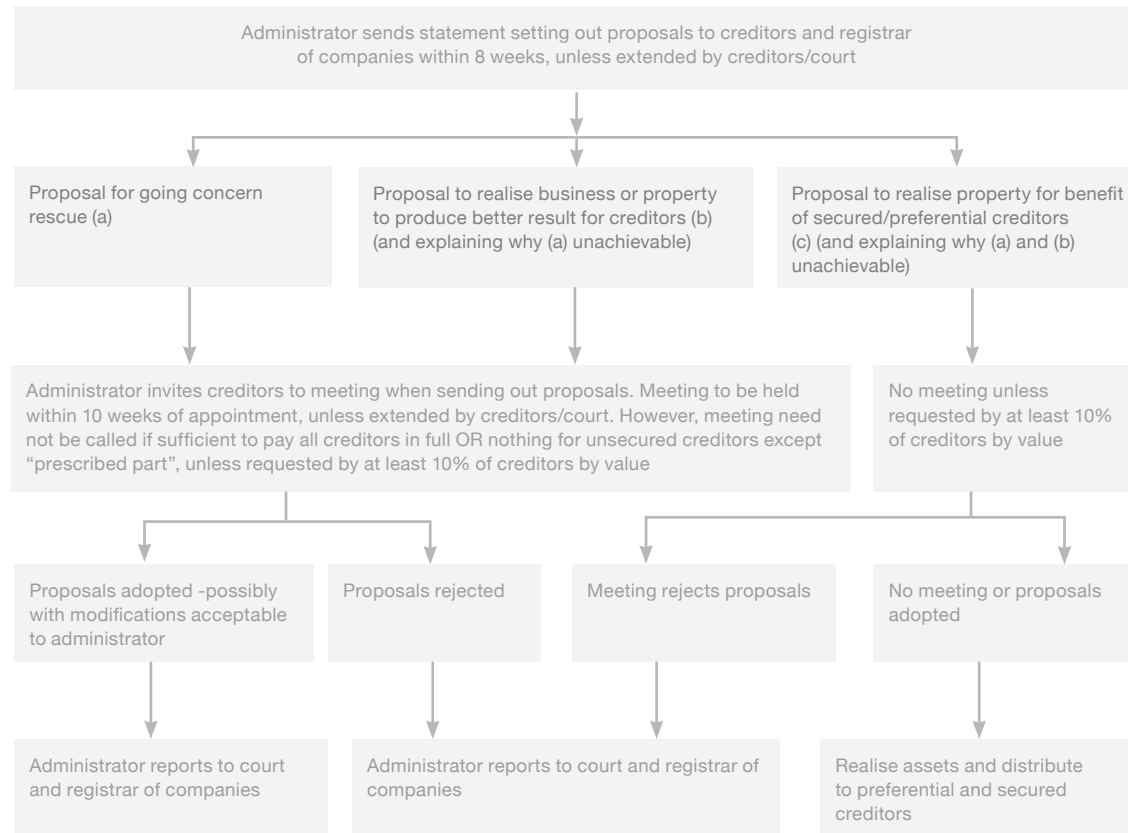 Administrator sends statement setting out proposals to creditors and registrar
of companies within 8 weeks, unless extended by creditors/court
Proposal for going concern
rescue (a)
Proposal to realise business or property
to produce better result for creditors (b)
(and explaining why (a) unachievable)
Proposal to realise property for benefit
of secured/preferential creditors
(c) (and explaining why (a) and (b)
unachievable)
Administrator invites creditors to meeting when sending out proposals. Meeting to be held
within 10 weeks of appointment, unless extended by creditors/court. However, meeting need
not be called if sufficient to pay all creditors in full OR nothing for unsecured creditors except
“prescribed part”, unless requested by at least 10% of creditors by value
No meeting unless
requested by at least 10%
of creditors by value
Proposals adopted -possibly
with modifications acceptable
to administrator
Proposals rejected
Meeting rejects proposals
No meeting or proposals
adopted
Administrator reports to court
and registrar of companies
Administrator reports to court and registrar of
companies
Realise assets and distribute
to preferential and secured
creditors